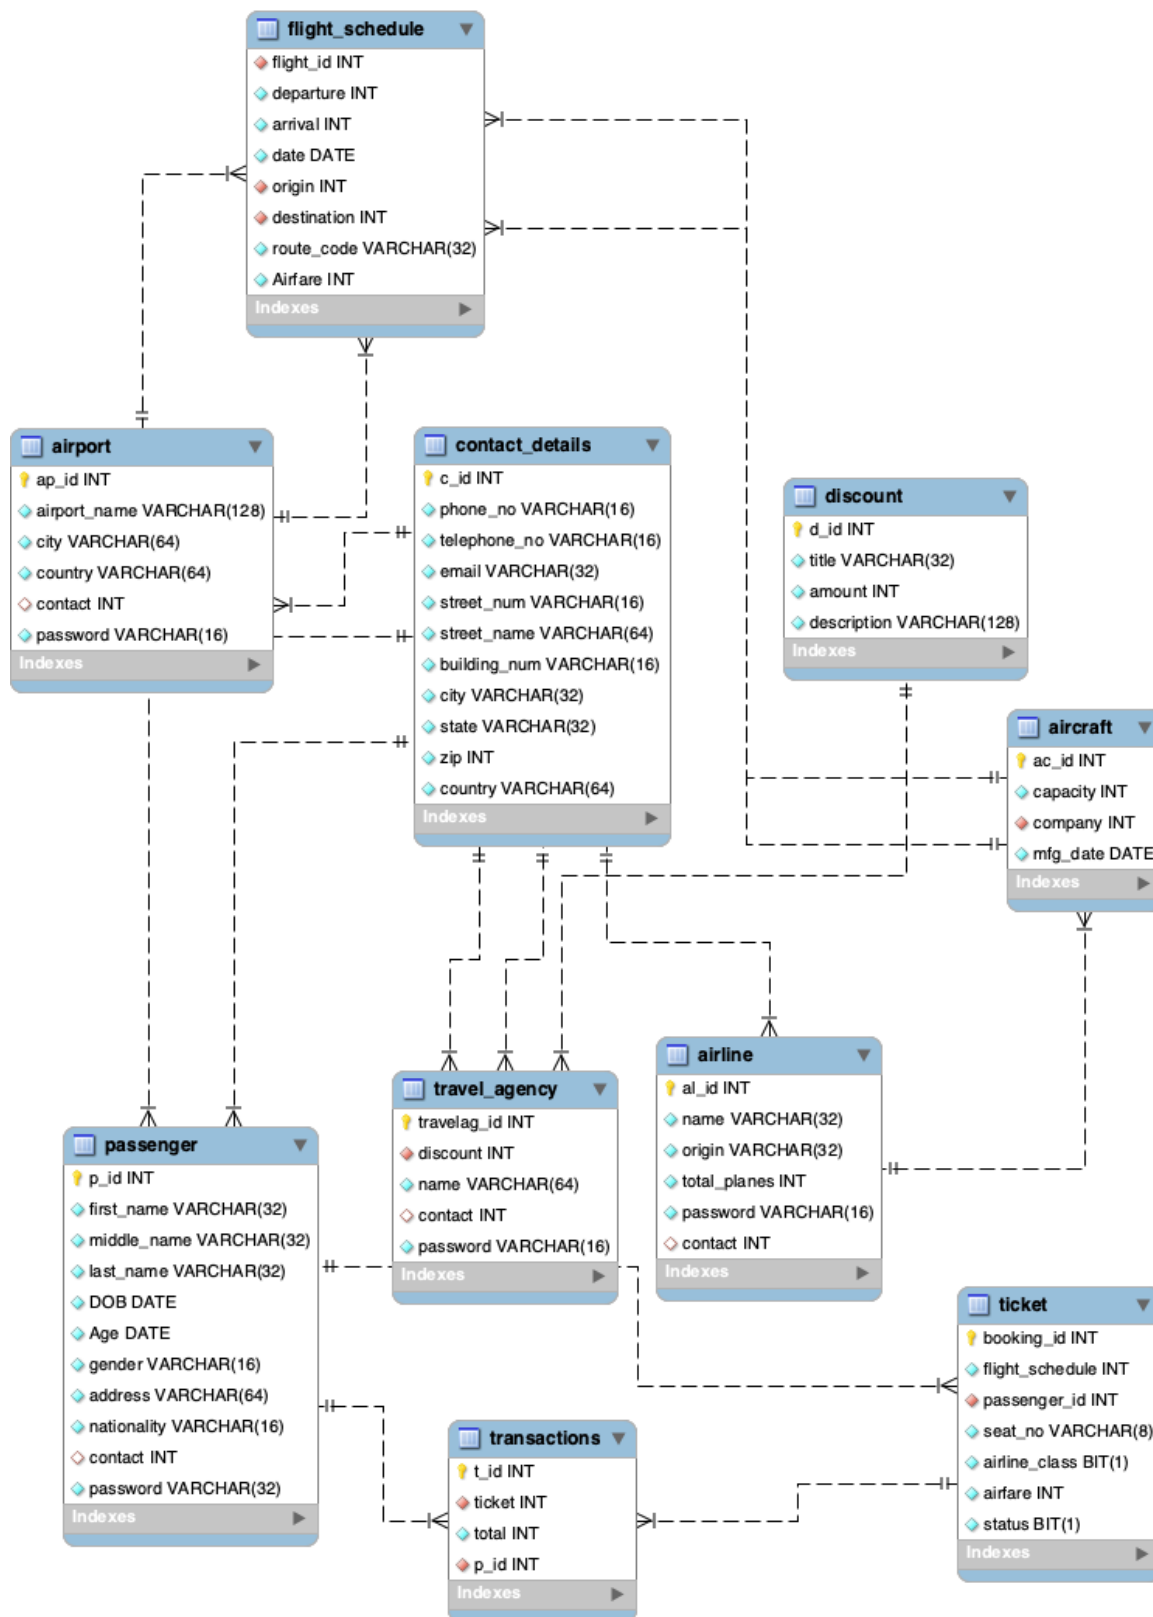 flight_schedule
flight_id INT
departure INT
arrival INT
date DATE
origin INT
destination INT
route_code VARCHAR(32)
Airfare INT
Indexes
airport
ap_id INT
airport_name VARCHAR(128)
city VARCHAR(64)
country VARCHAR(64)
contact INT
password VARCHAR(16)
Indexes
contact_details
c_id INT
phone_no VARCHAR(16)
telephone_no VARCHAR(16)
email VARCHAR(32)
street_num VARCHAR(16)
street_name VARCHAR(64)
building_num VARCHAR(16)
city VARCHAR(32)
state VARCHAR(32)
zip INT
country VARCHAR(64)
Indexes
discount
d_id INT
title VARCHAR(32)
amount INT
description VARCHAR(128)
Indexes
aircraft
ac_id INT
capacity INT
company INT
mfg_date DATE
Indexes
travel_agency
travelag_id INT
discount INT
name VARCHAR(64)
contact INT
password VARCHAR(16)
Indexes
airline
al_id INT
name VARCHAR(32)
origin VARCHAR(32)
total_planes INT
password VARCHAR(16)
contact INT
Indexes
passenger
p_id INT
first_name VARCHAR(32)
middle_name VARCHAR(32)
last_name VARCHAR(32)
DOB DATE
Age DATE
gender VARCHAR(16)
address VARCHAR(64)
nationality VARCHAR(16)
contact INT
password VARCHAR(32)
Indexes
transactions
t_id INT
ticket INT
total INT
p_id INT
Indexes
ticket
booking_id INT
flight_schedule INT
passenger_id INT
seat_no VARCHAR(8)
airline_class BIT(1)
airfare INT
status BIT(1)
Indexes